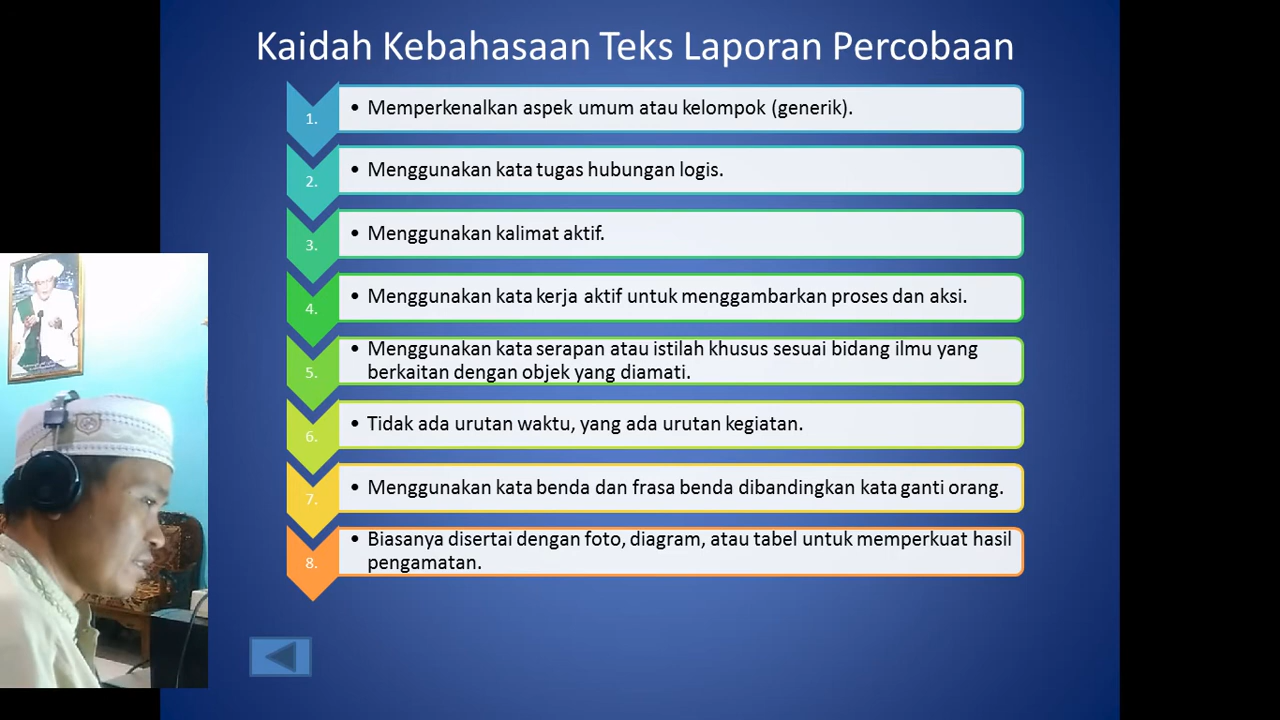 Kaidah Kebahasaan Teks Laporan Percobaan
1.
• Memperkenalkan aspek umum atau kelompok (generik).
2.
• Menggunakan kata tugas hubungan logis.
3.
• Menggunakan kalimat aktif.
4.
• Menggunakan kata kerja aktif untuk menggambarkan proses dan aksi.
5.
• Menggunakan kata serapan atau istilah khusus sesuai bidang ilmu yang
berkaitan dengan objek yang diamati.
6.
• Tidak ada urutan waktu, yang ada urutan kegiatan.
7.
• Menggunakan kata benda dan frasa benda dibandingkan kata ganti orang.
8.
• Biasanya disertai dengan foto, diagram, atau tabel untuk memperkuat hasil
pengamatan.